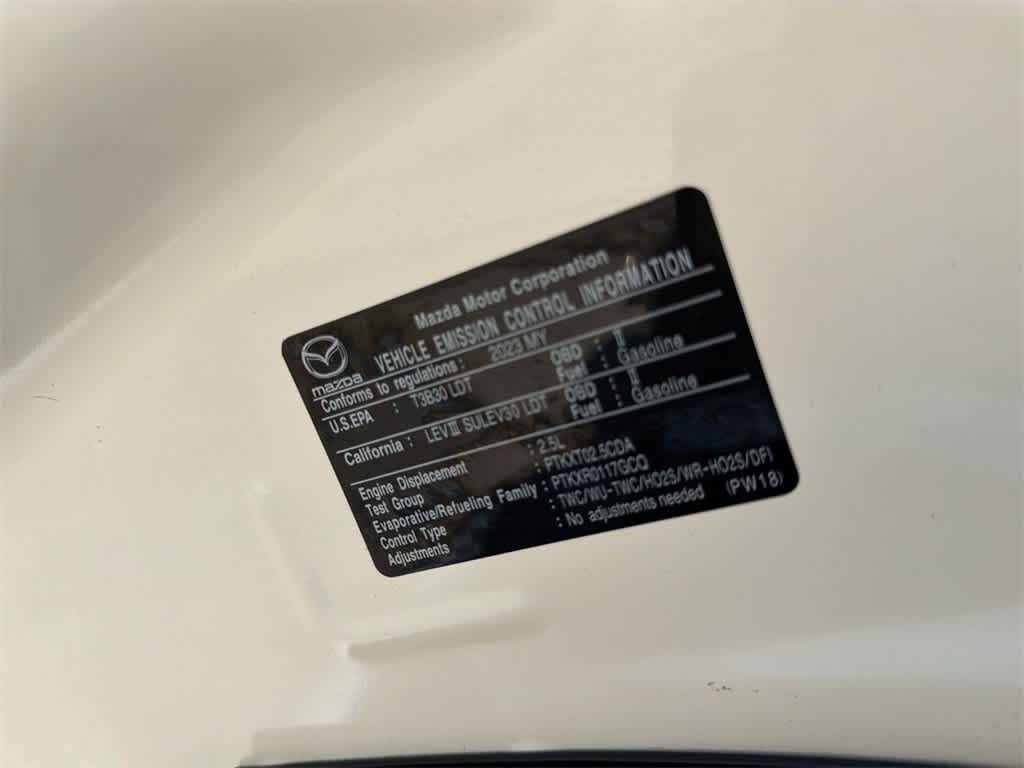 mazda
Mazda Motor Corporation
VEHICLE EMISSION CONTROL INFORMATION
Conforms to regulations : 2023 MY
U.S.EPA : T3B30 LDT OBD : II
Fuel : Gasoline
California : LEVIII SULEV30 LDT OBD : II
Fuel : Gasoline
Engine Displacement : 2.5L
Test Group : PTKXT02.5CDA
Evaporative/Refueling Family : PTKXR0117GCQ
Control Type : TWC/WU-TWC/HO2S/WR-HO2S/DFI
Adjustments : No adjustments needed (PW18)